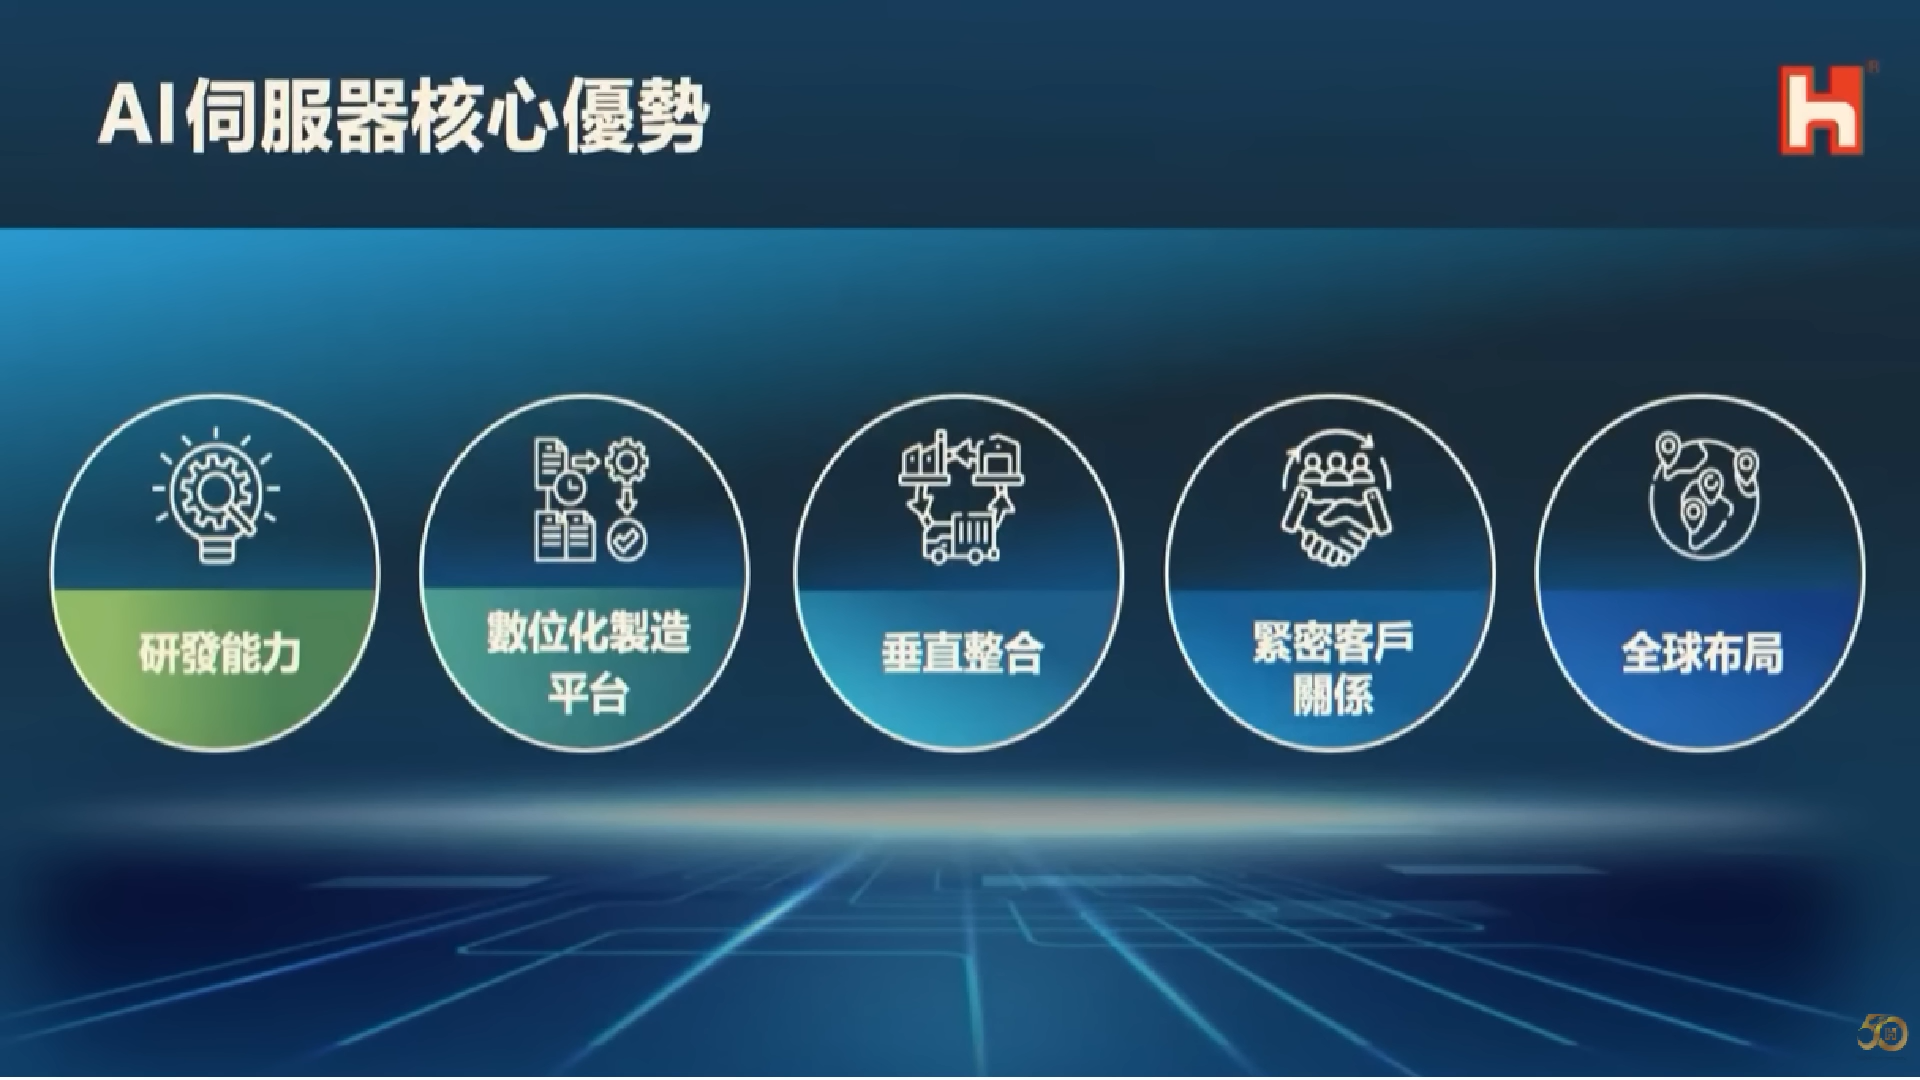 AI伺服器核心優勢
研發能力
數位化製造
平台
垂直整合
緊密客戶
關係
全球布局
50